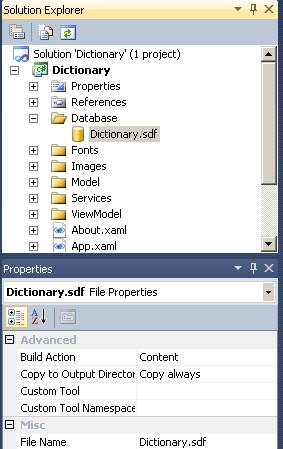 Solution Explorer
Solution 'Dictionary' (1 project)
Dictionary
Properties
References
Database
Dictionary.sdf
Fonts
Images
Model
Services
ViewModel
About.xaml
App.xaml
Properties
Dictionary.sdf File Properties
Advanced
Build Action Content
Copy to Output Director Copy always
Custom Tool
Custom Tool Namespace
Misc
File Name Dictionary.sdf